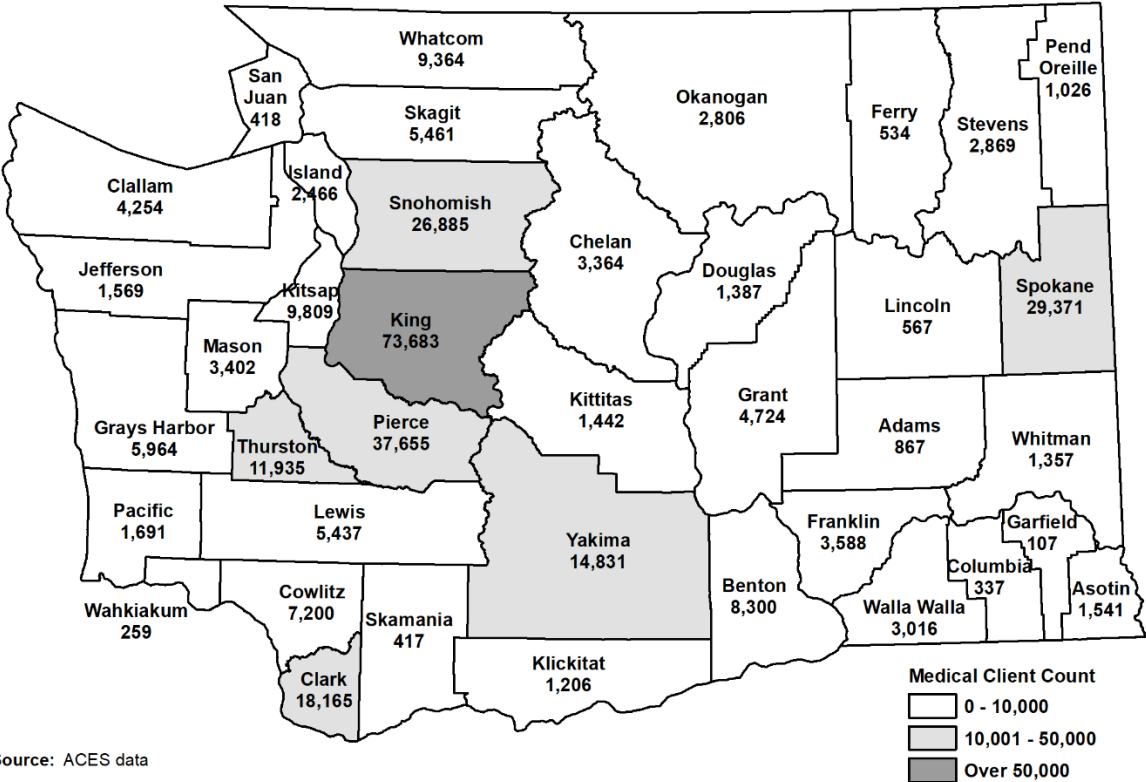 Whatcom
9,364
San
Juan
418
Skagit
5,461
Okanogan
2,806
Ferry
534
Stevens
2,869
Pend
Oreille
1,026
Clallam
4,254
Island
2,466
Snohomish
26,885
Chelan
3,364
Douglas
1,387
Jefferson
1,569
Kitsap
9,809
King
73,683
Lincoln
567
Spokane
29,371
Mason
3,402
Grays Harbor
5,964
Thurston
11,935
Pierce
37,655
Kittitas
1,442
Grant
4,724
Adams
867
Whitman
1,357
Pacific
1,691
Lewis
5,437
Yakima
14,831
Franklin
3,588
Garfield
107
Columbia
337
Asotin
1,541
Wahkiakum
259
Cowlitz
7,200
Skamania
417
Benton
8,300
Walla Walla
3,016
Clark
18,165
Klickitat
1,206
Medical Client Count
0 - 10,000
10,001 - 50,000
Over 50,000
Source: ACES data